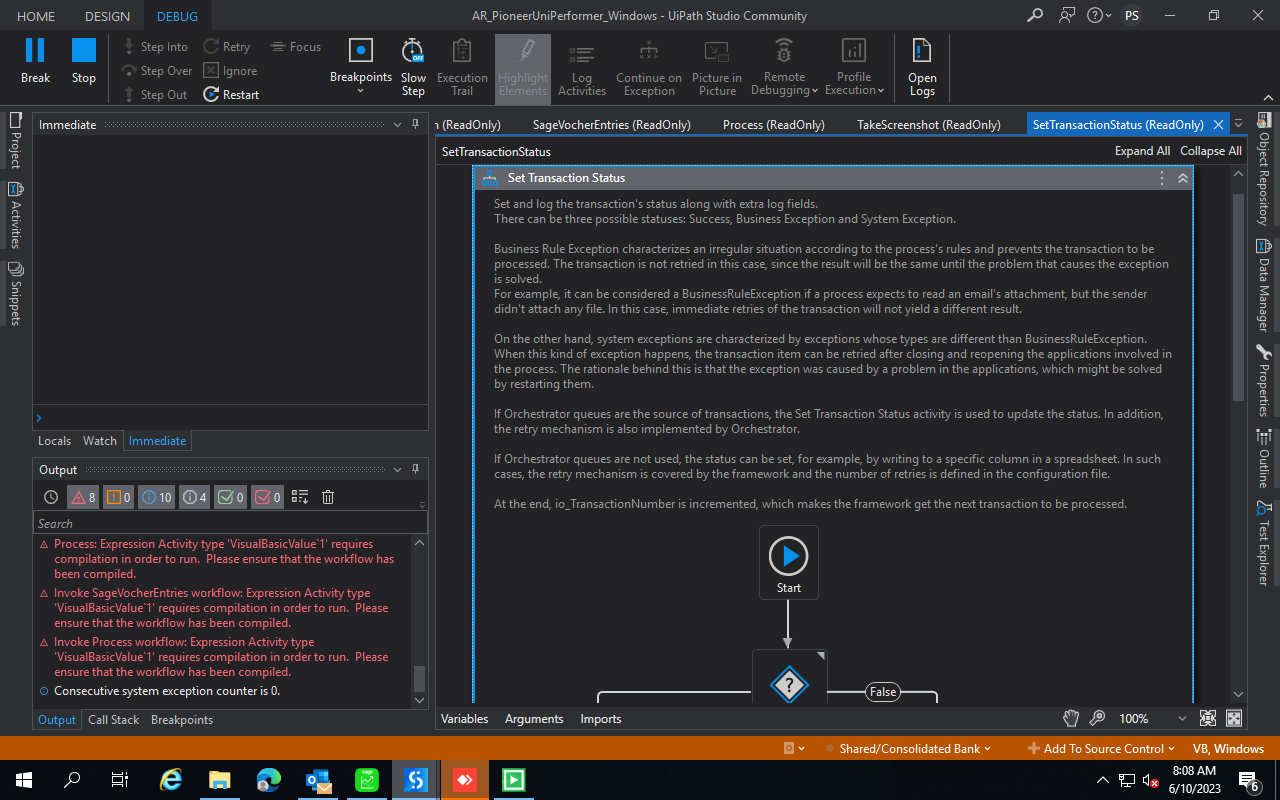 HOME DESIGN DEBUG AR_PioneerUniPerformer_Windows - UiPath Studio Community PS
Break
Stop
Step Into
Step Over
Step Out
Retry
Ignore
Restart
Focus
Breakpoints
Slow
Step
OFF
Execution
Trail
Highlight
Elements
Log
Activities
Continue on
Exception
Picture in
Picture
Remote
Debugging
Profile
Execution
Open
Logs
Project
Activities
Snippets
Immediate
Locals Watch Immediate
Output
8 0 10 4 0 0
Search
Process: Expression Activity type 'VisualBasicValue`1' requires
compilation in order to run.  Please ensure that the workflow has
been compiled.
Invoke SageVocherEntries workflow: Expression Activity type
'VisualBasicValue`1' requires compilation in order to run.  Please
ensure that the workflow has been compiled.
Invoke Process workflow: Expression Activity type
'VisualBasicValue`1' requires compilation in order to run.  Please
ensure that the workflow has been compiled.
Consecutive system exception counter is 0.
Output Call Stack Breakpoints
n (ReadOnly) SageVocherEntries (ReadOnly) Process (ReadOnly) TakeScreenshot (ReadOnly) SetTransactionStatus (ReadOnly)
SetTransactionStatus Expand All Collapse All
Set Transaction Status
Set and log the transaction's status along with extra log fields.
There can be three possible statuses: Success, Business Exception and System Exception.
Business Rule Exception characterizes an irregular situation according to the process's rules and prevents the transaction to be
processed. The transaction is not retried in this case, since the result will be the same until the problem that causes the exception
is solved.
For example, it can be considered a BusinessRuleException if a process expects to read an email's attachment, but the sender
didn't attach any file. In this case, immediate retries of the transaction will not yield a different result.
On the other hand, system exceptions are characterized by exceptions whose types are different than BusinessRuleException.
When this kind of exception happens, the transaction item can be retried after closing and reopening the applications involved in
the process. The rationale behind this is that the exception was caused by a problem in the applications, which might be solved
by restarting them.
If Orchestrator queues are the source of transactions, the Set Transaction Status activity is used to update the status. In addition,
the retry mechanism is also implemented by Orchestrator.
If Orchestrator queues are not used, the status can be set, for example, by writing to a specific column in a spreadsheet. In such
cases, the retry mechanism is covered by the framework and the number of retries is defined in the configuration file.
At the end, io_TransactionNumber is incremented, which makes the framework get the next transaction to be processed.
Start
?
False
Variables Arguments Imports 100%
Object Repository
Data Manager
Properties
Outline
Test Explorer
Shared/Consolidated Bank Add To Source Control VB, Windows
8:08 AM
6/10/2023
6